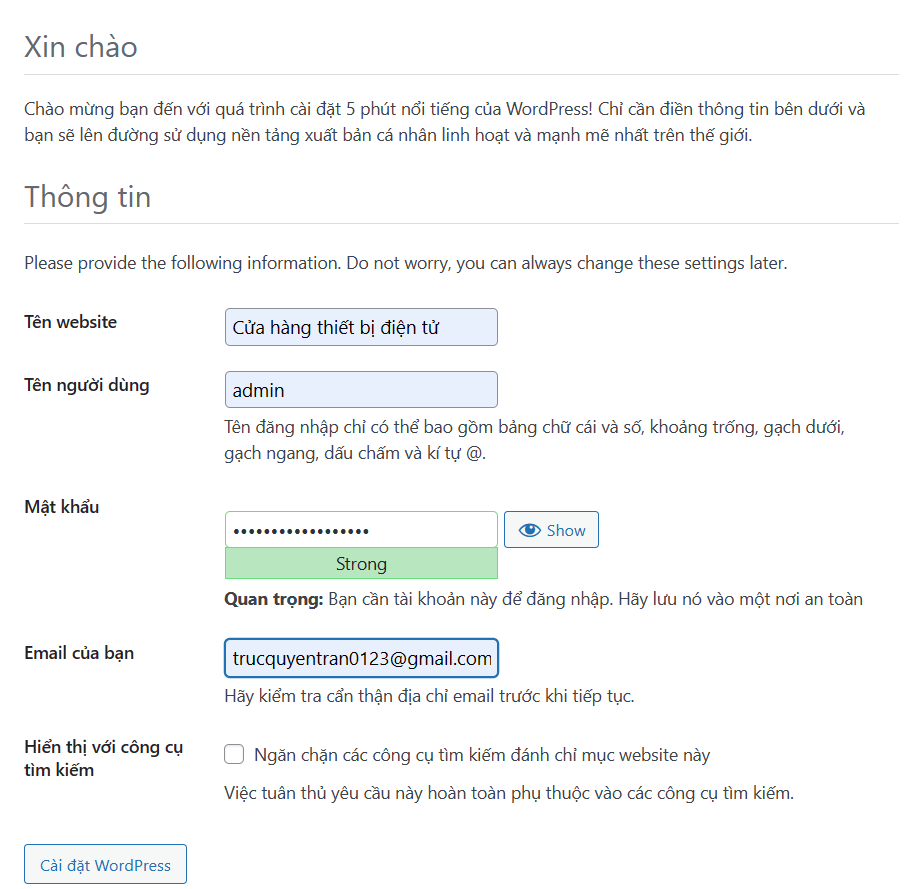 Xin chào
Chào mừng bạn đến với quá trình cài đặt 5 phút nổi tiếng của WordPress! Chỉ cần điền thông tin bên dưới và
bạn sẽ lên đường sử dụng nền tảng xuất bản cá nhân linh hoạt và mạnh mẽ nhất trên thế giới.
Thông tin
Please provide the following information. Do not worry, you can always change these settings later.
Tên website
Cửa hàng thiết bị điện tử
Tên người dùng
admin
Tên đăng nhập chỉ có thể bao gồm bảng chữ cái và số, khoảng trống, gạch dưới,
gạch ngang, dấu chấm và kí tự @.
Mật khẩu
••••••••••••••••••
Show
Strong
Quan trọng: Bạn cần tài khoản này để đăng nhập. Hãy lưu nó vào một nơi an toàn
Email của bạn
trucquyentran0123@gmail.com
Hãy kiểm tra cẩn thận địa chỉ email trước khi tiếp tục.
Hiển thị với công cụ
tìm kiếm
Ngăn chặn các công cụ tìm kiếm đánh chỉ mục website này
Việc tuân thủ yêu cầu này hoàn toàn phụ thuộc vào các công cụ tìm kiếm.
Cài đặt WordPress